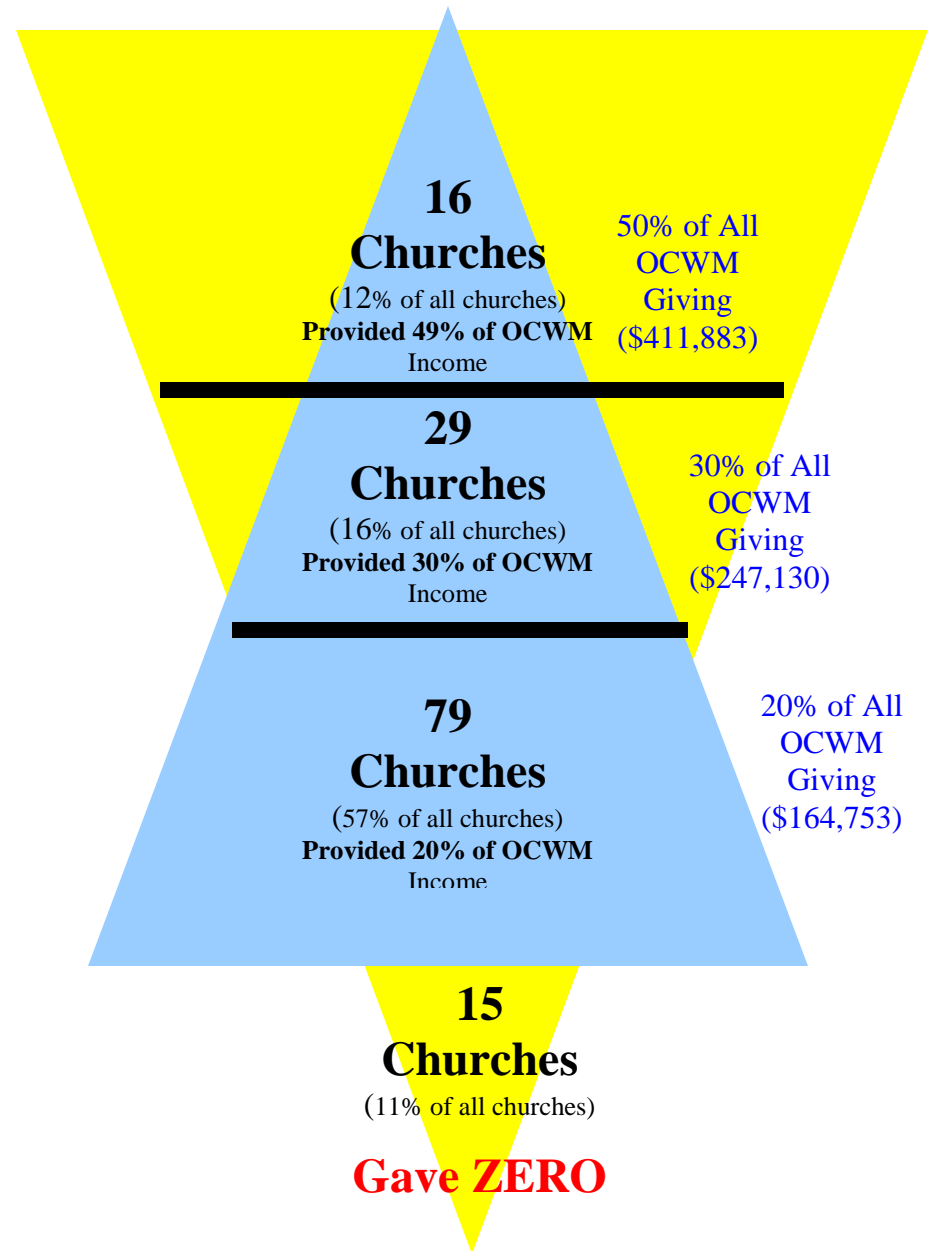 16
Churches
(12% of all churches)
Provided 49% of OCWM
Income
50% of All
OCWM
Giving
($411,883)
29
Churches
(16% of all churches)
Provided 30% of OCWM
Income
30% of All
OCWM
Giving
($247,130)
79
Churches
(57% of all churches)
Provided 20% of OCWM
Income
20% of All
OCWM
Giving
($164,753)
15
Churches
(11% of all churches)
Gave ZERO